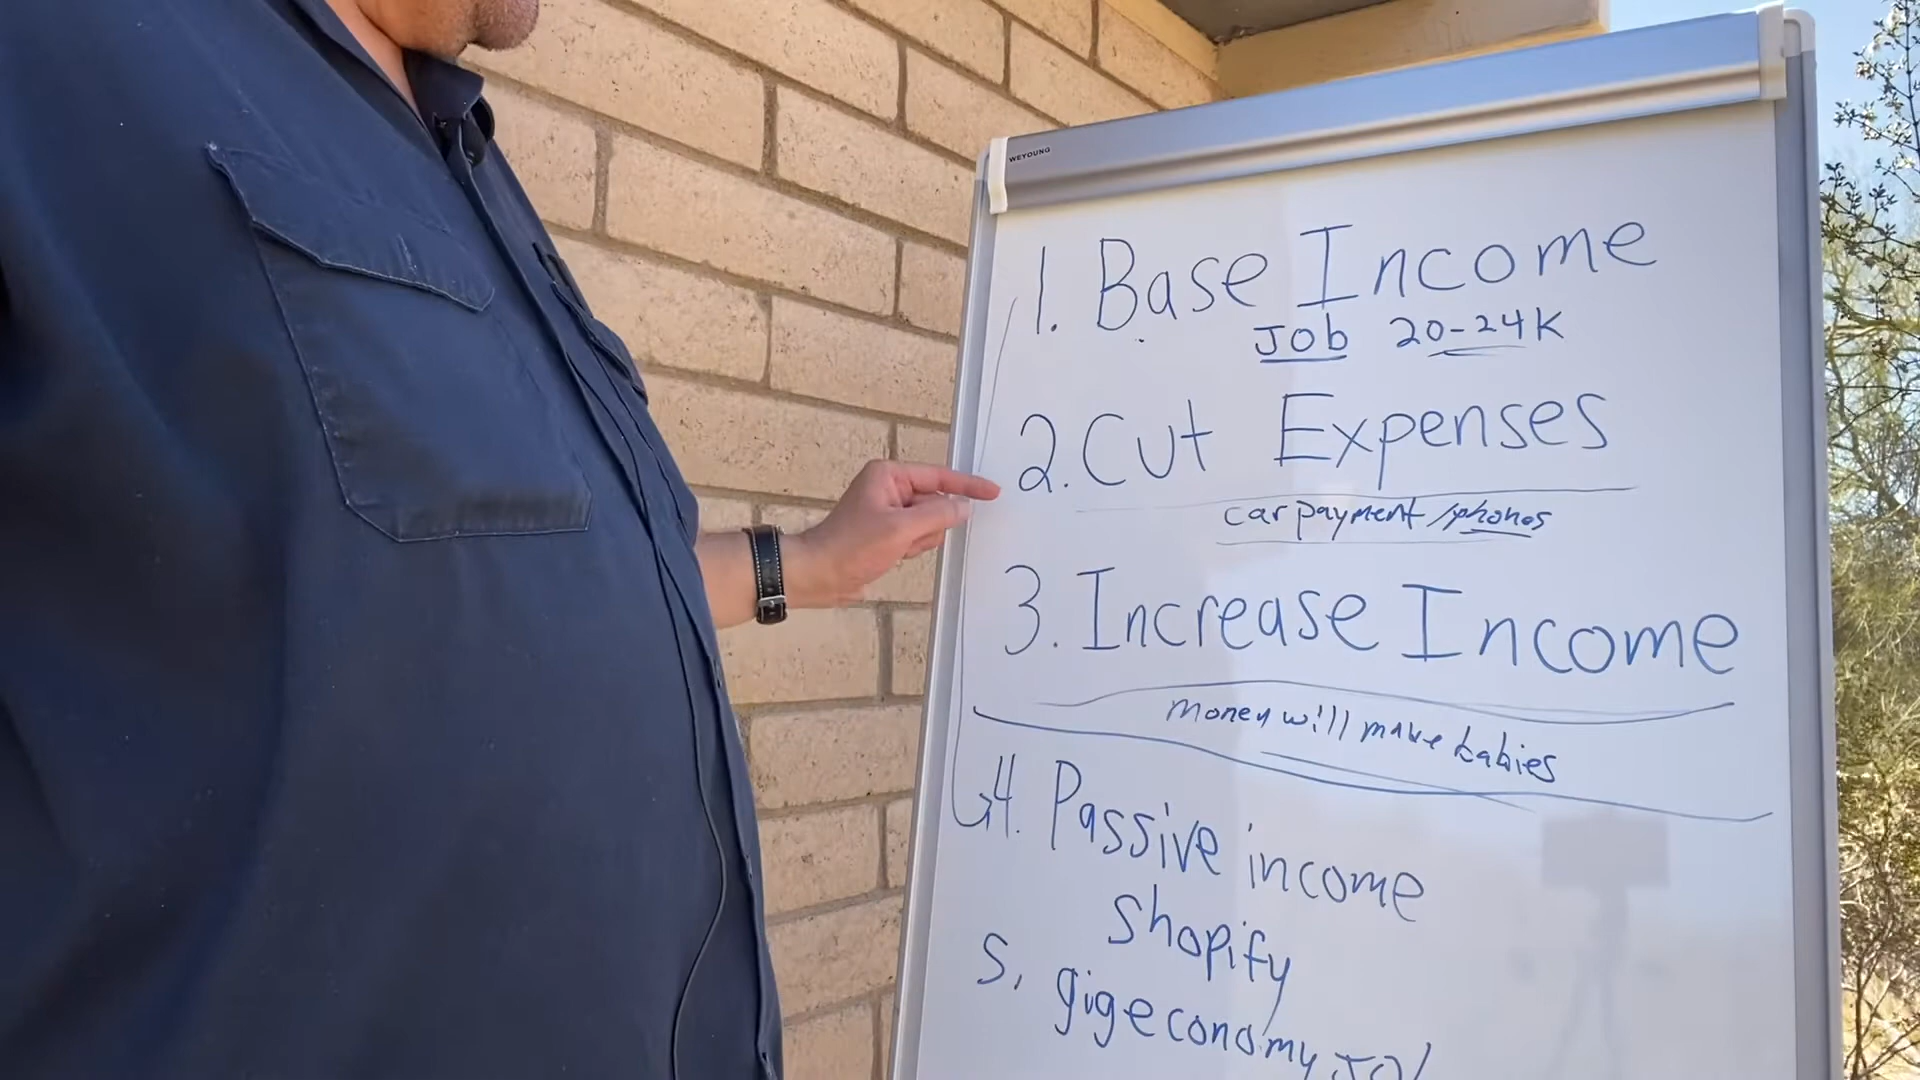 WEYOUNG
1. Base Income
Job 20-24K
2. Cut Expenses
car payment/phones
3. Increase Income
money will make babies
4. Passive income
Shopify
5. gig economy